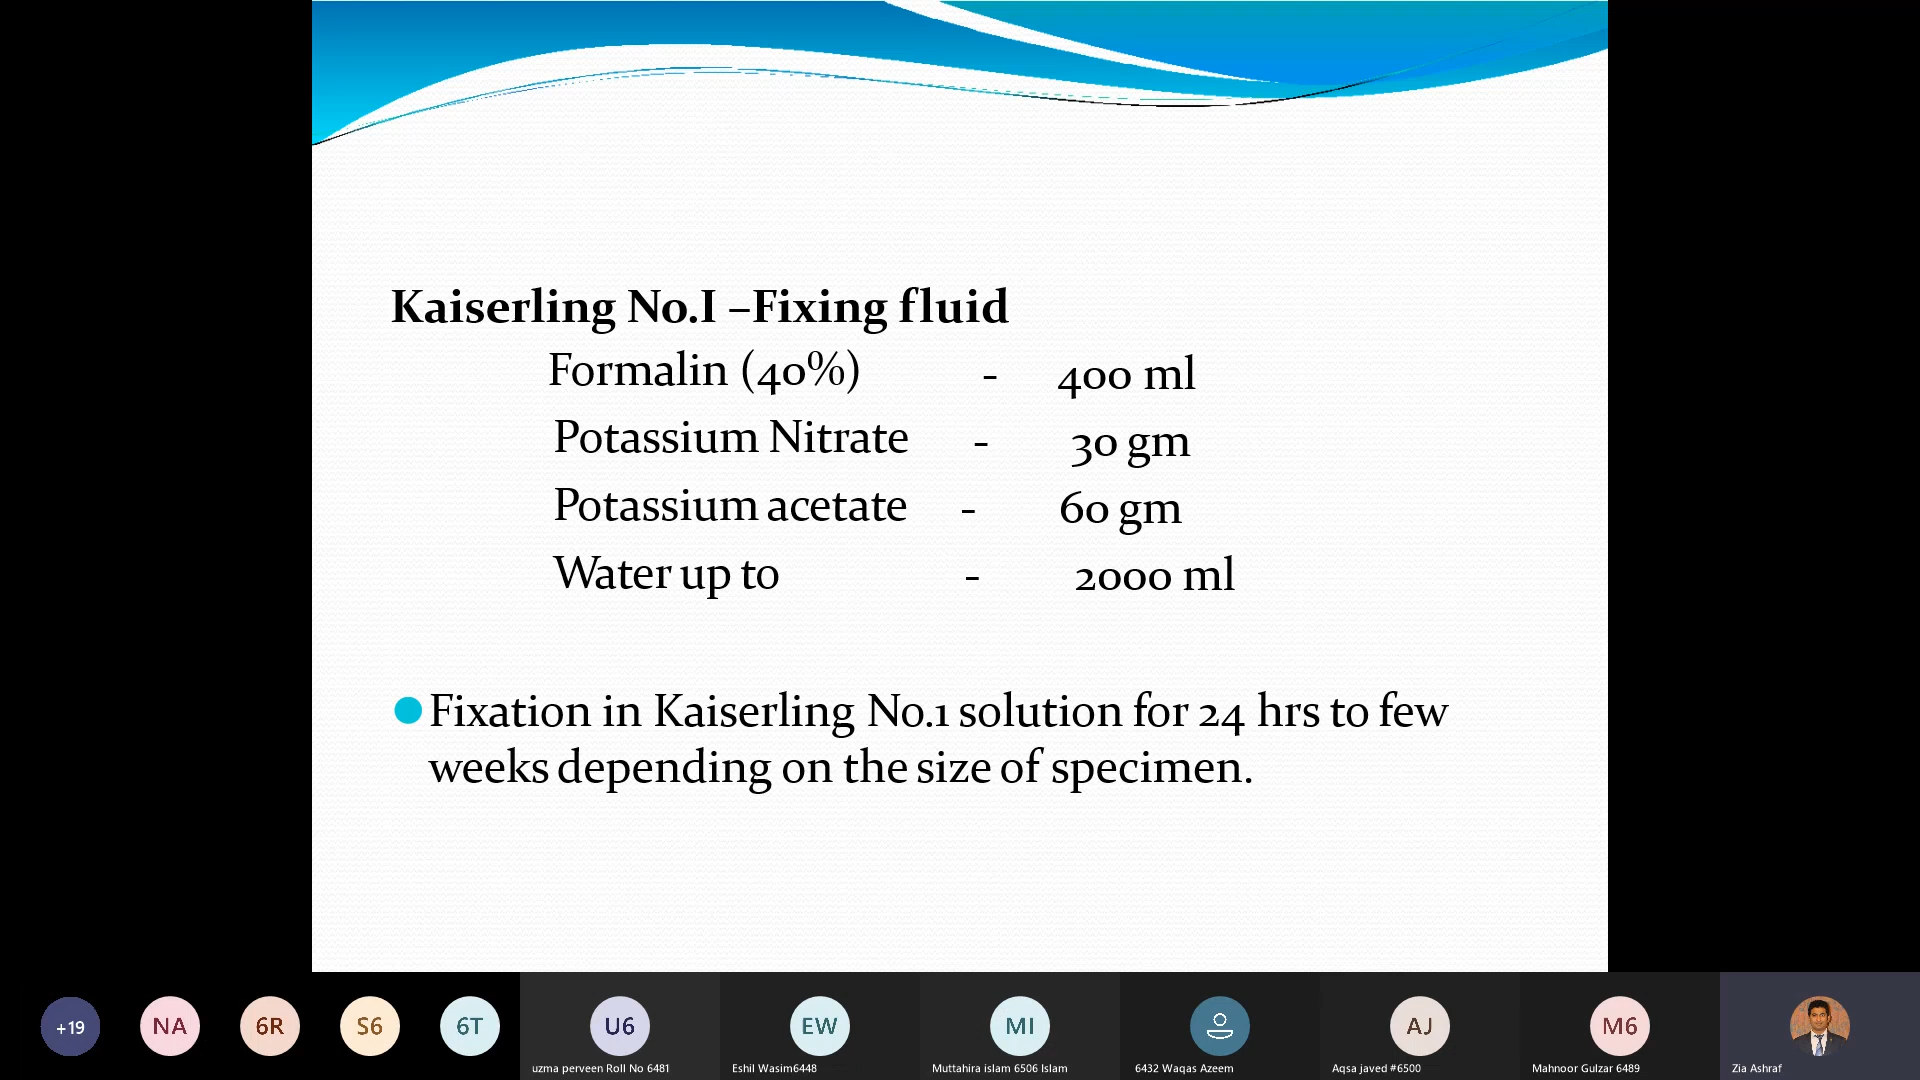 Kaiserling No.I –Fixing fluid
Formalin (40%) - 400 ml
Potassium Nitrate - 30 gm
Potassium acetate - 60 gm
Water up to - 2000 ml
Fixation in Kaiserling No.1 solution for 24 hrs to few
weeks depending on the size of specimen.
+19 NA 6R S6 6T U6 EW MI AJ M6
uzma perveen Roll No 6481 Eshil Wasim6448 Muttahira islam 6506 Islam 6432 Waqas Azeem Aqsa javed #6500 Mahnoor Gulzar 6489 Zia Ashraf